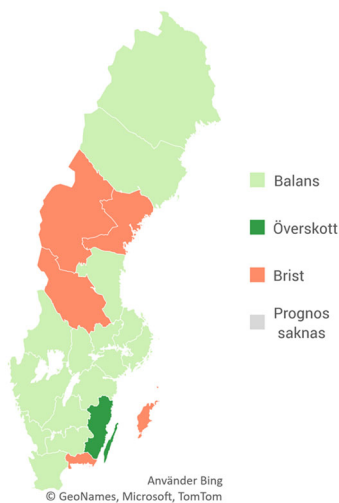 Balans
Överskott
Brist
Prognos
saknas
Använder Bing
© GeoNames, Microsoft, TomTom